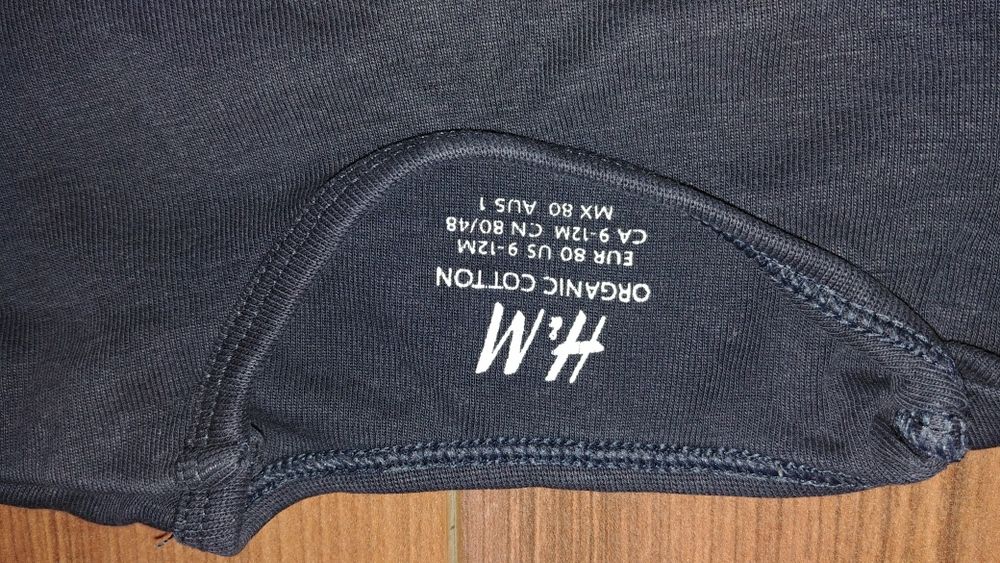 H&M
ORGANIC COTTON
EUR 80 US 9-12M
CA 9-12M CN 80/48
MX 80 AUS 1